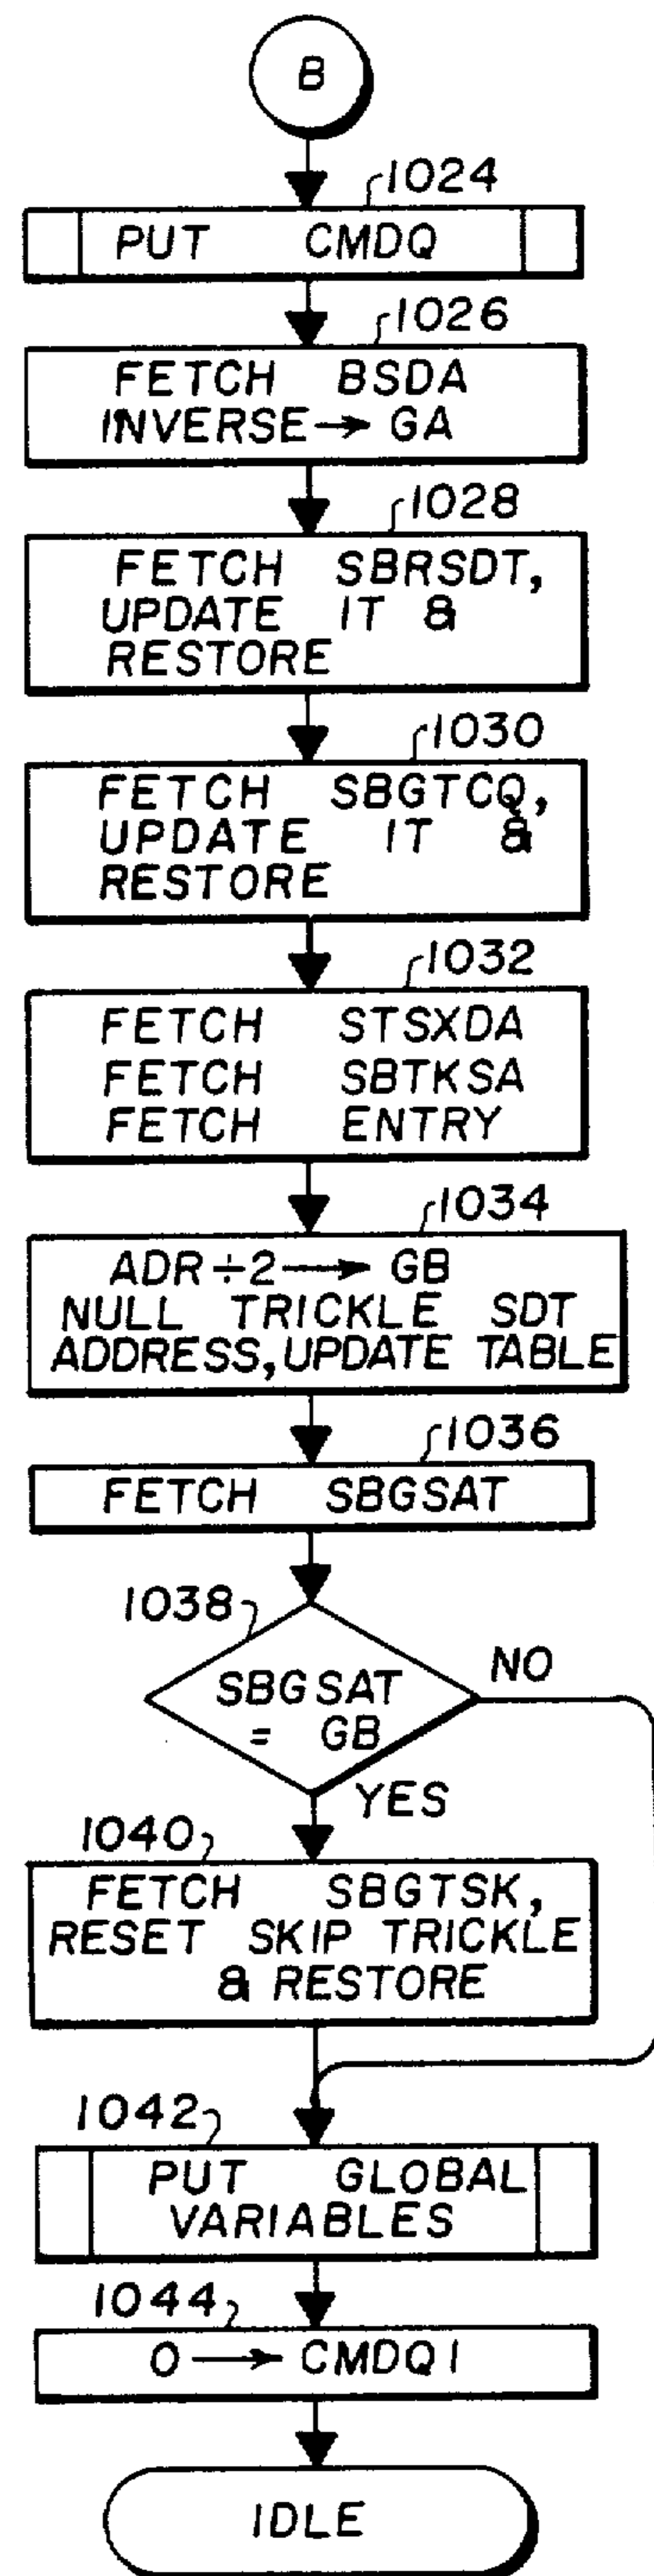 B
1024
PUT CMDQ
1026
FETCH BSDA
INVERSE→GA
1028
FETCH SBRSDT,
UPDATE IT &
RESTORE
1030
FETCH SBGTCQ,
UPDATE IT &
RESTORE
1032
FETCH STSXDA
FETCH SBTKSA
FETCH ENTRY
1034
ADR÷2→GB
NULL TRICKLE SDT
ADDRESS, UPDATE TABLE
1036
FETCH SBGSAT
1038
SBGSAT
= GB
NO
YES
1040
FETCH SBGTSK,
RESET SKIP TRICKLE
& RESTORE
1042
PUT GLOBAL
VARIABLES
1044
0→CMDQ1
IDLE